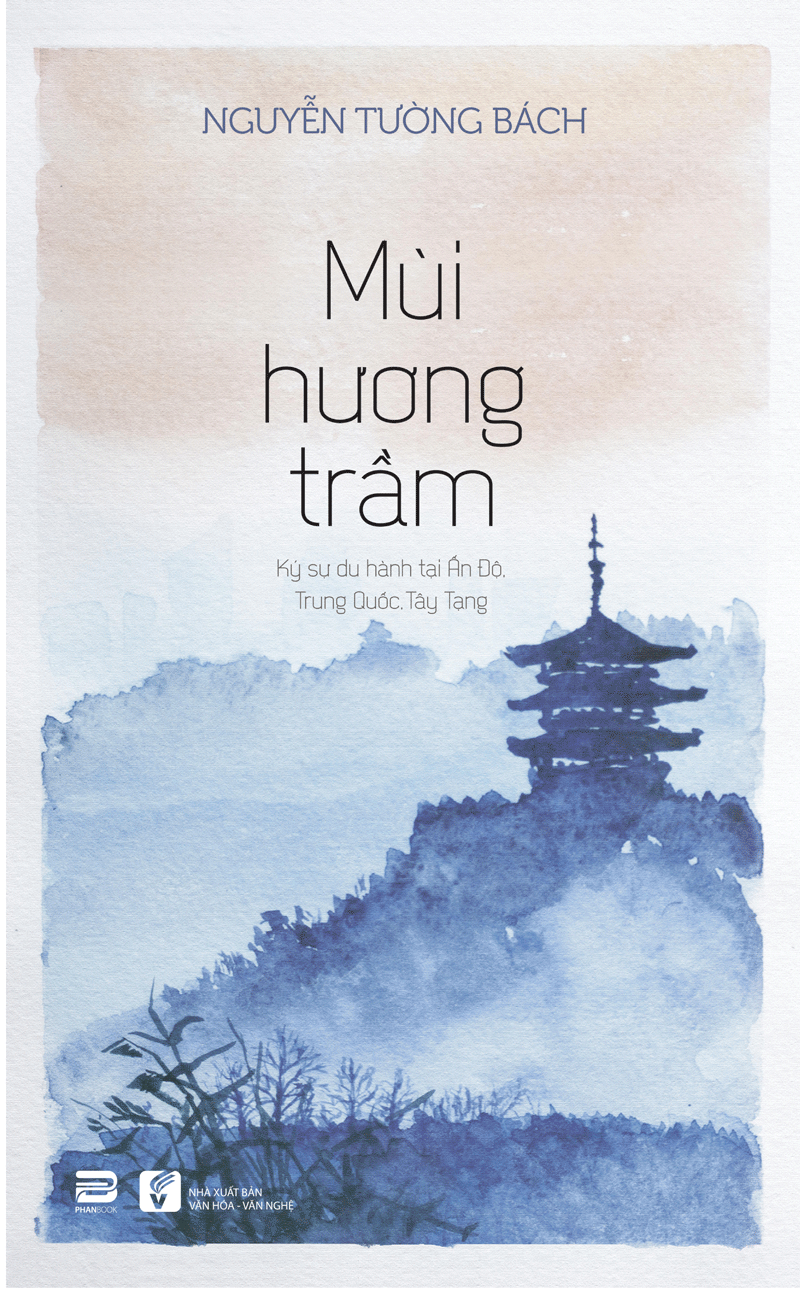 NGUYỄN TƯỜNG BÁCH
Mùi
hương
trầm
Ký sự du hành tại Ấn Độ,
Trung Quốc, Tây Tạng
PHANBOOK
NHÀ XUẤT BẢN
VĂN HÓA - VĂN NGHỆ